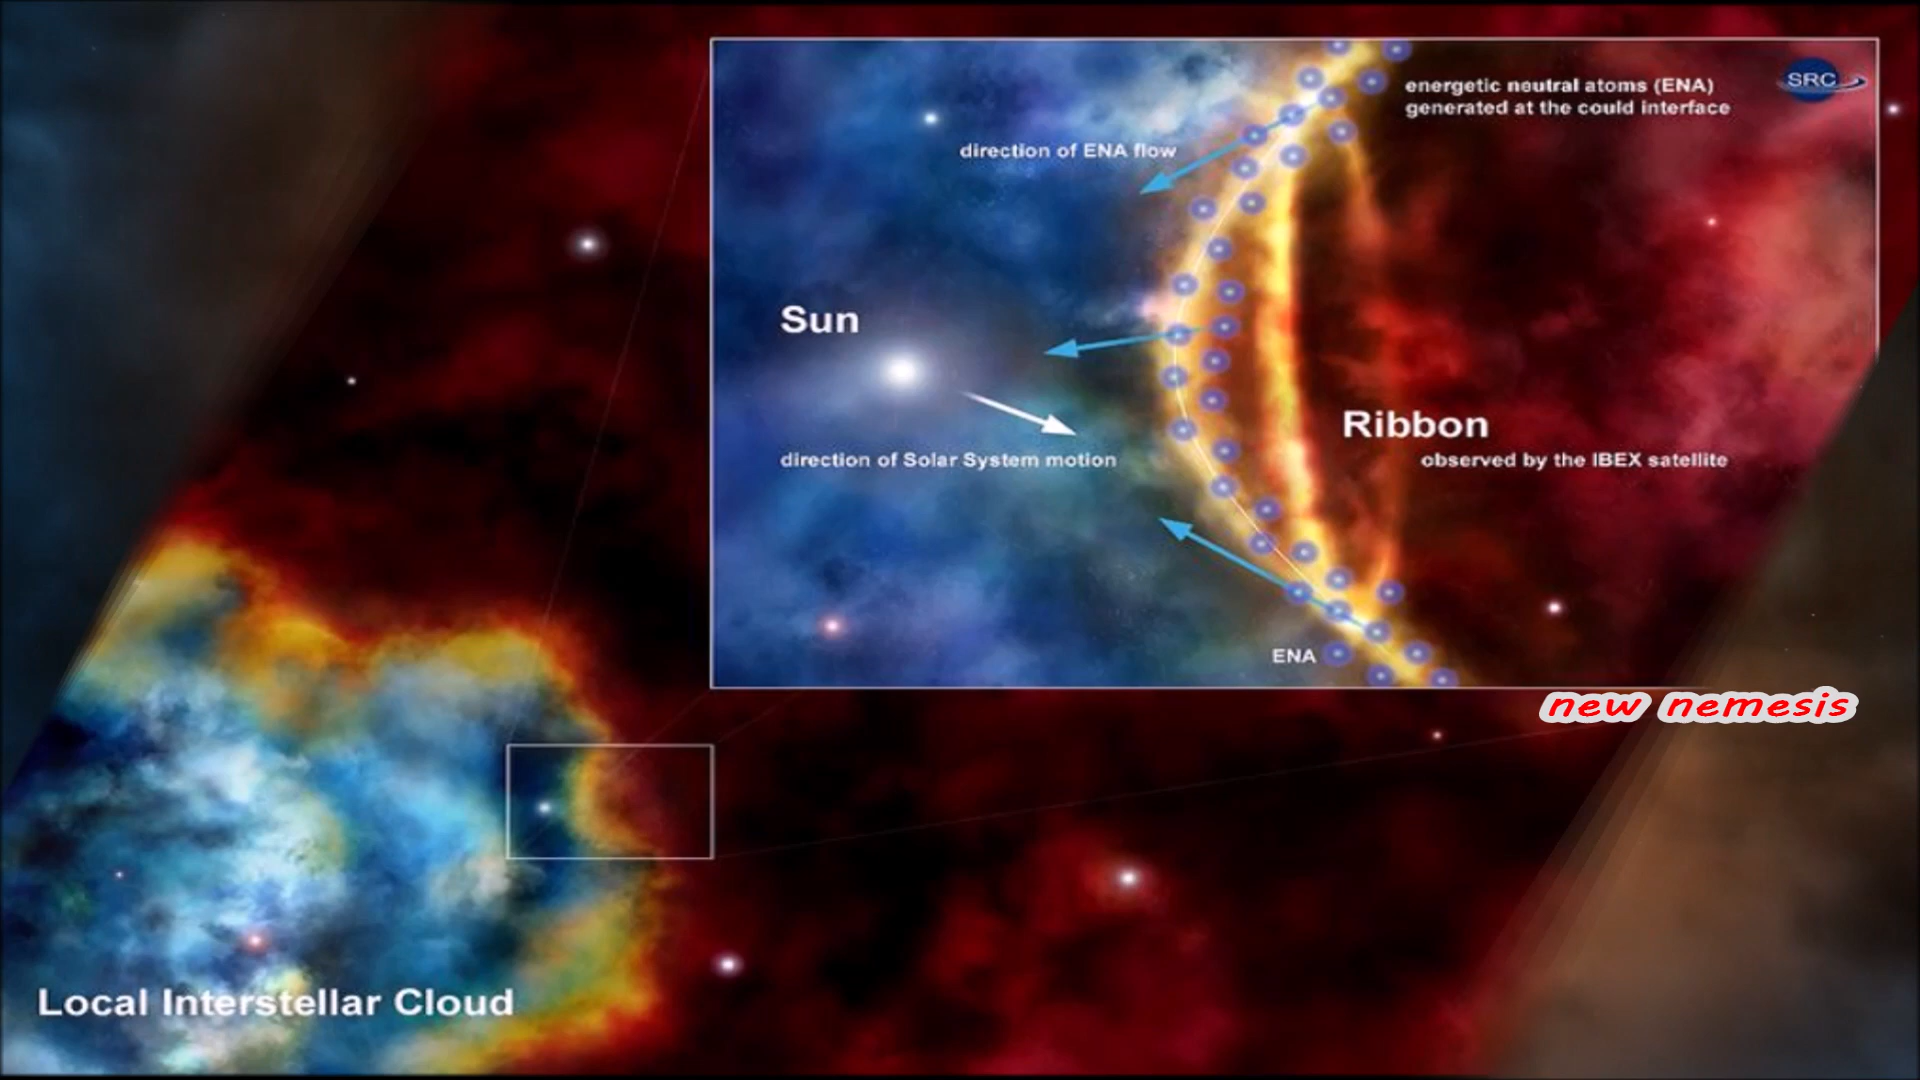 energetic neutral atoms (ENA)
generated at the could interface
SRC
direction of ENA flow
Sun
Ribbon
direction of Solar System motion
observed by the IBEX satellite
ENA
new nemesis
Local Interstellar Cloud